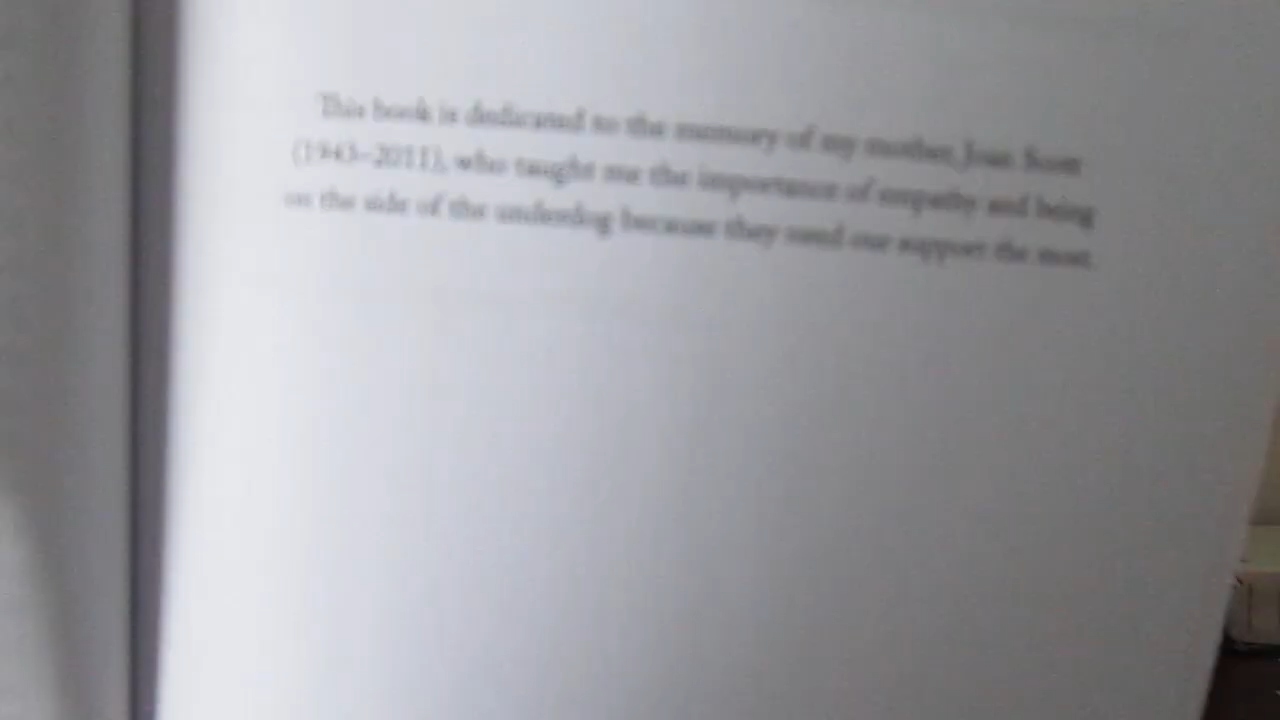 This book is dedicated to the memory of my mother, Joan Scott
(1943–2011), who taught me the importance of empathy and being
on the side of the underdog because they need our support the most.